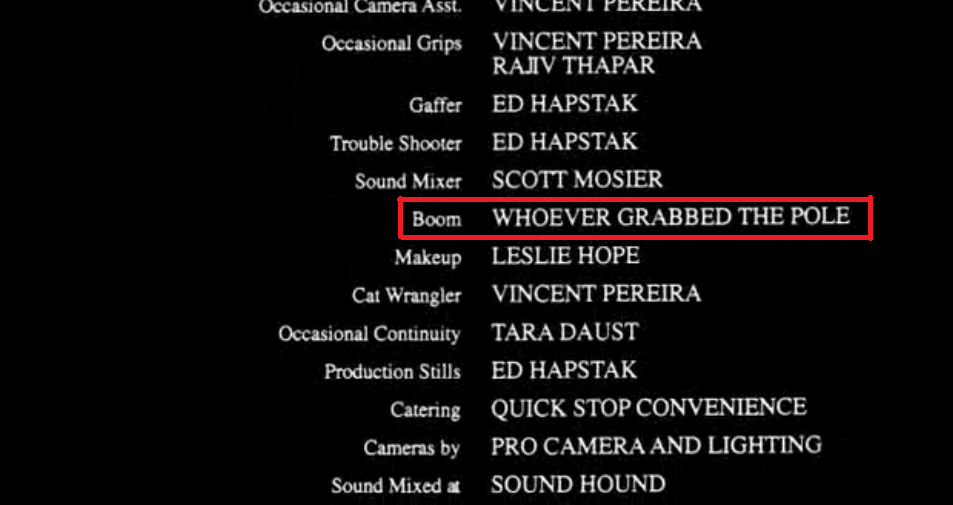 Occasional Camera Asst. VINCENT PEREIRA
Occasional Grips VINCENT PEREIRA
RAJIV THAPAR
Gaffer ED HAPSTAK
Trouble Shooter ED HAPSTAK
Sound Mixer SCOTT MOSIER
Boom WHOEVER GRABBED THE POLE
Makeup LESLIE HOPE
Cat Wrangler VINCENT PEREIRA
Occasional Continuity TARA DAUST
Production Stills ED HAPSTAK
Catering QUICK STOP CONVENIENCE
Cameras by PRO CAMERA AND LIGHTING
Sound Mixed at SOUND HOUND